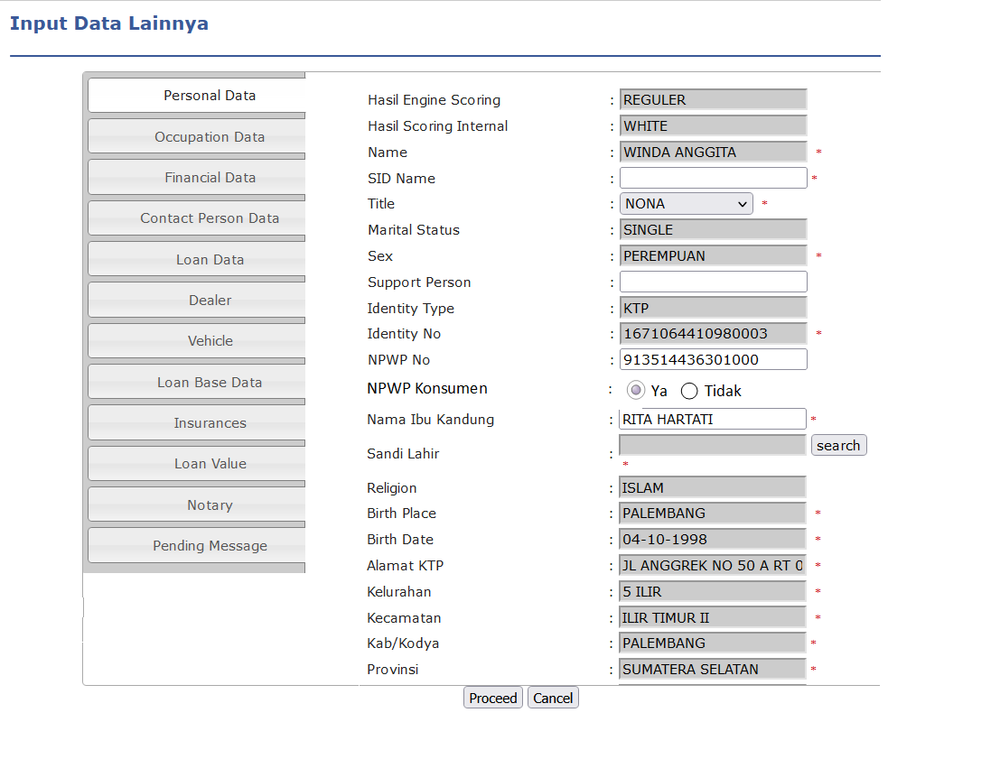 Input Data Lainnya
Personal Data
Occupation Data
Financial Data
Contact Person Data
Loan Data
Dealer
Vehicle
Loan Base Data
Insurances
Loan Value
Notary
Pending Message
Hasil Engine Scoring : REGULER
Hasil Scoring Internal : WHITE
Name : WINDA ANGGITA *
SID Name : *
Title : NONA *
Marital Status : SINGLE
Sex : PEREMPUAN *
Support Person :
Identity Type : KTP
Identity No : 1671064410980003 *
NPWP No : 913514436301000
NPWP Konsumen : Ya Tidak
Nama Ibu Kandung : RITA HARTATI *
Sandi Lahir : search
*
Religion : ISLAM
Birth Place : PALEMBANG *
Birth Date : 04-10-1998 *
Alamat KTP : JL ANGGREK NO 50 A RT 0 *
Kelurahan : 5 ILIR *
Kecamatan : ILIR TIMUR II *
Kab/Kodya : PALEMBANG *
Provinsi : SUMATERA SELATAN *
Proceed Cancel